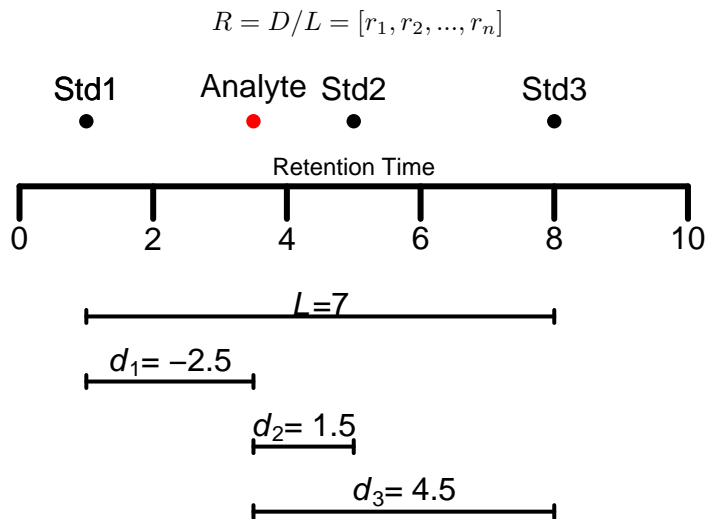 R = D/L = [r₁, r₂, ..., rₙ]
Std1 Analyte Std2 Std3
Retention Time
0 2 4 6 8 10
L=7
d₁= −2.5
d₂= 1.5
d₃= 4.5